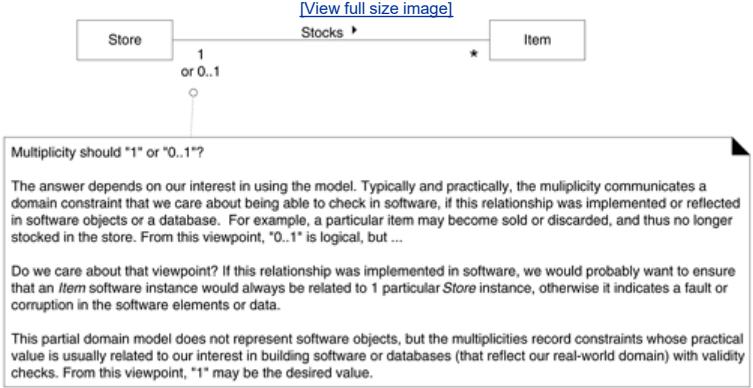 [View full size image]
Store
Stocks
Item
1
or 0..1
*
Multiplicity should "1" or "0..1"?
The answer depends on our interest in using the model. Typically and practically, the muliplicity communicates a
domain constraint that we care about being able to check in software, if this relationship was implemented or reflected
in software objects or a database. For example, a particular item may become sold or discarded, and thus no longer
stocked in the store. From this viewpoint, "0..1" is logical, but ...
Do we care about that viewpoint? If this relationship was implemented in software, we would probably want to ensure
that an Item software instance would always be related to 1 particular Store instance, otherwise it indicates a fault or
corruption in the software elements or data.
This partial domain model does not represent software objects, but the multiplicities record constraints whose practical
value is usually related to our interest in building software or databases (that reflect our real-world domain) with validity
checks. From this viewpoint, "1" may be the desired value.